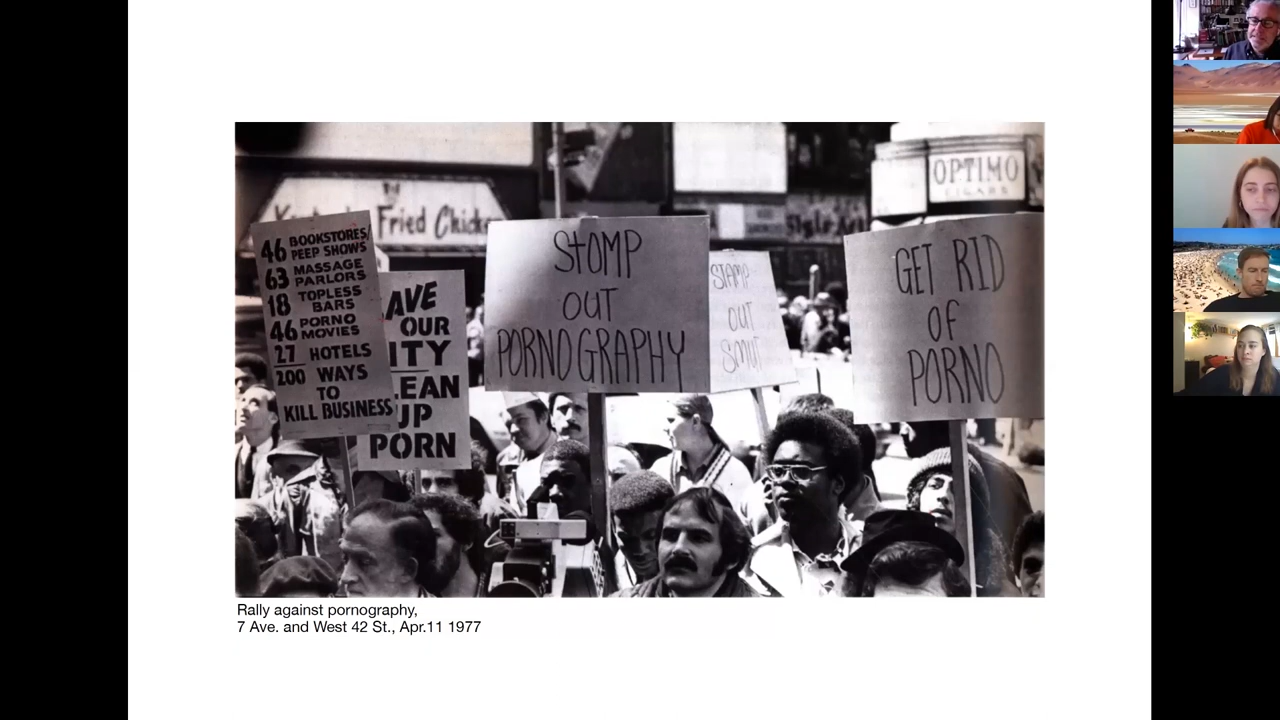 OPTIMO
CIGARS
Fried Chicke
46 BOOKSTORES/
PEEP SHOWS
63 MASSAGE
PARLORS
18 TOPLESS
BARS
46 PORNO
MOVIES
27 HOTELS
200 WAYS
TO
KILL BUSINESS
AVE
OUR
ITY
LEAN
UP
PORN
STOMP
OUT
PORNOGRAPHY
STAMP
OUT
SMUT
GET RID
OF
PORNO
Rally against pornography,
7 Ave. and West 42 St., Apr.11 1977